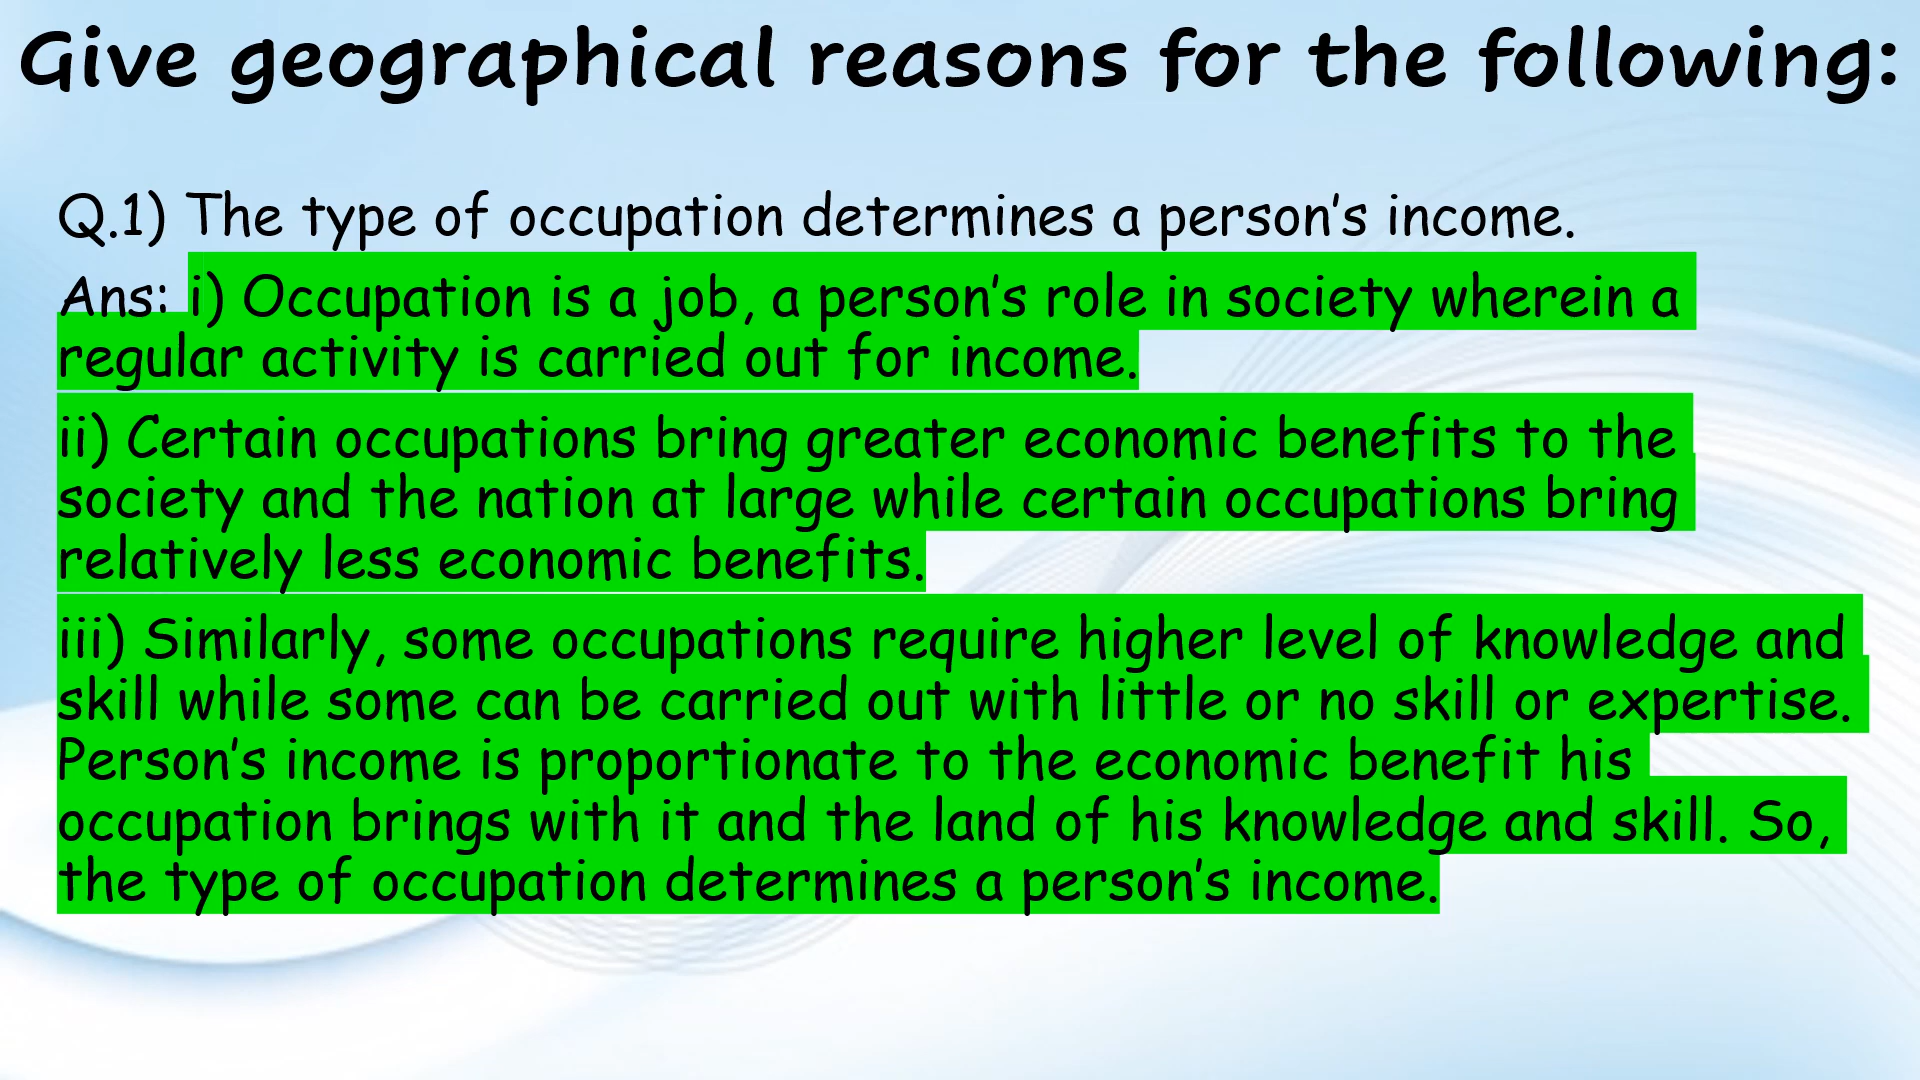 Give geographical reasons for the following:
Q.1) The type of occupation determines a person’s income.
Ans: i) Occupation is a job, a person’s role in society wherein a
regular activity is carried out for income.
ii) Certain occupations bring greater economic benefits to the
society and the nation at large while certain occupations bring
relatively less economic benefits.
iii) Similarly, some occupations require higher level of knowledge and
skill while some can be carried out with little or no skill or expertise.
Person’s income is proportionate to the economic benefit his
occupation brings with it and the land of his knowledge and skill. So,
the type of occupation determines a person’s income.